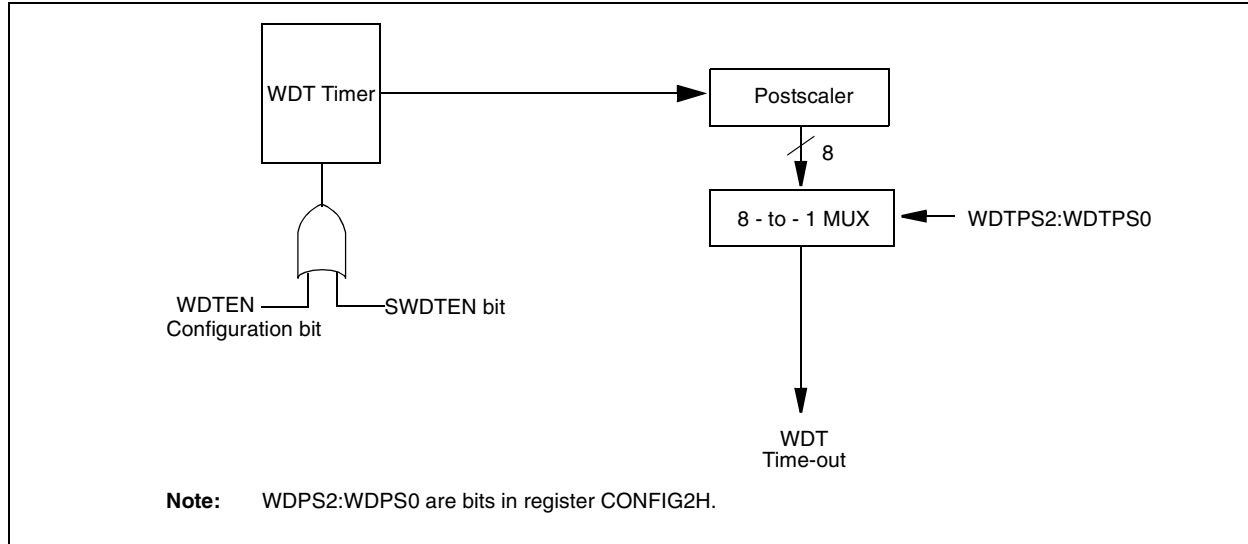 WDT Timer
Postscaler
8
8 - to - 1 MUX
WDTPS2:WDTPS0
WDTEN
Configuration bit
SWDTEN bit
WDT
Time-out
Note: WDPS2:WDPS0 are bits in register CONFIG2H.